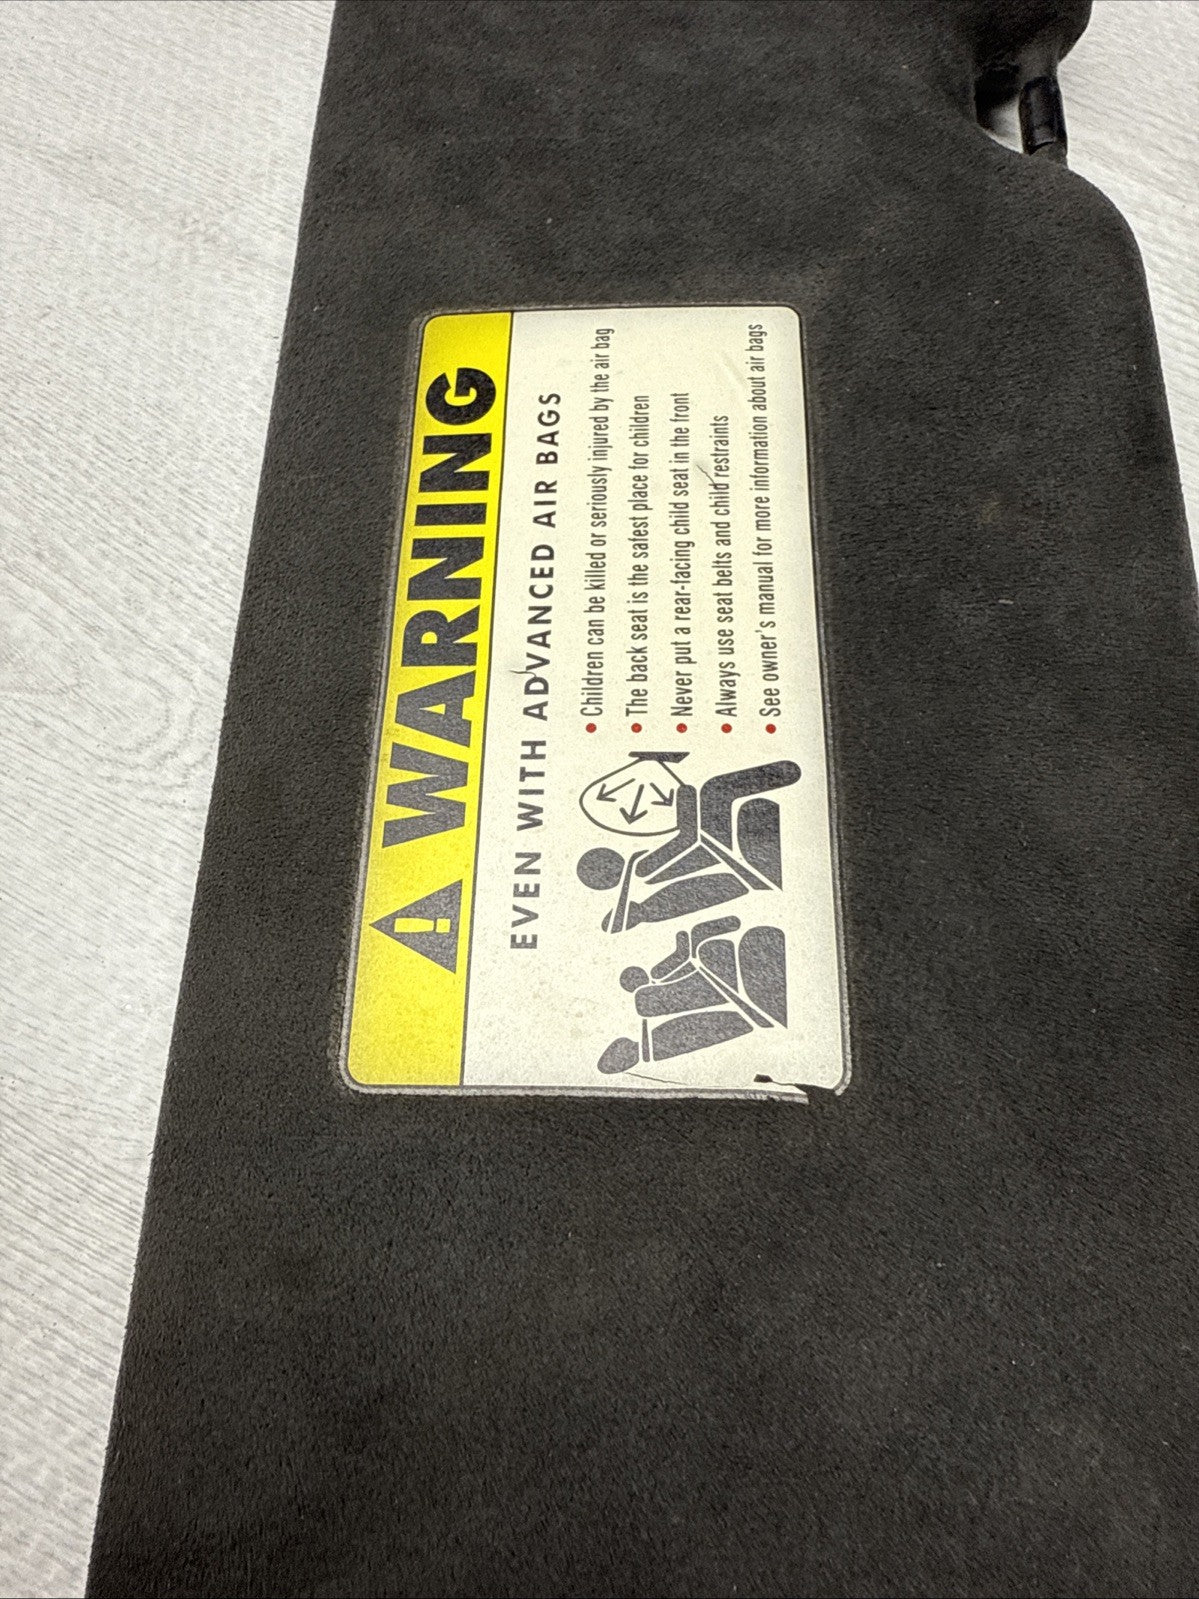 WARNING
EVEN WITH ADVANCED AIR BAGS
• Children can be killed or seriously injured by the air bag
• The back seat is the safest place for children
• Never put a rear-facing child seat in the front
• Always use seat belts and child restraints
• See owner's manual for more information about air bags